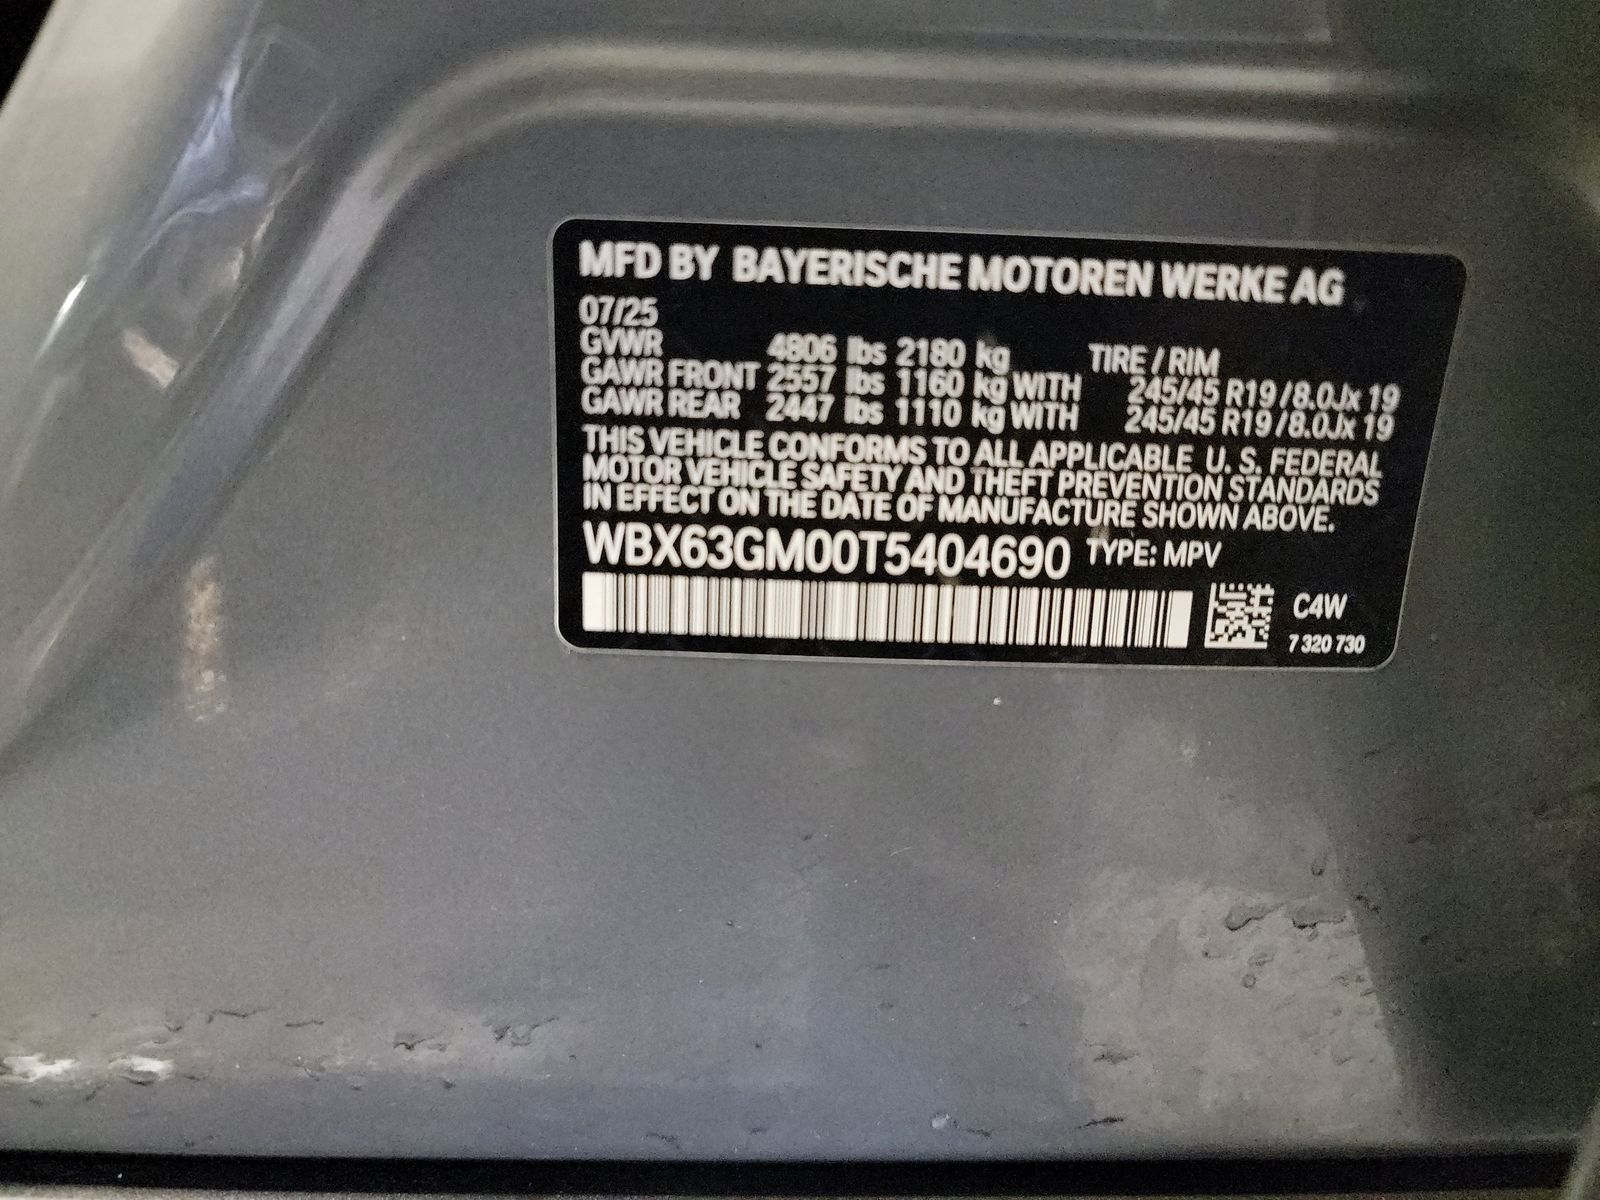 MFD BY BAYERISCHE MOTOREN WERKE AG
07/25
GVWR 4806 lbs 2180 kg TIRE / RIM
GAWR FRONT 2557 lbs 1160 kg WITH 245/45 R19 /8.0Jx 19
GAWR REAR 2447 lbs 1110 kg WITH 245/45 R19 /8.0Jx 19
THIS VEHICLE CONFORMS TO ALL APPLICABLE U. S. FEDERAL
MOTOR VEHICLE SAFETY AND THEFT PREVENTION STANDARDS
IN EFFECT ON THE DATE OF MANUFACTURE SHOWN ABOVE.
WBX63GM00T5404690 TYPE: MPV
C4W
7 320 730